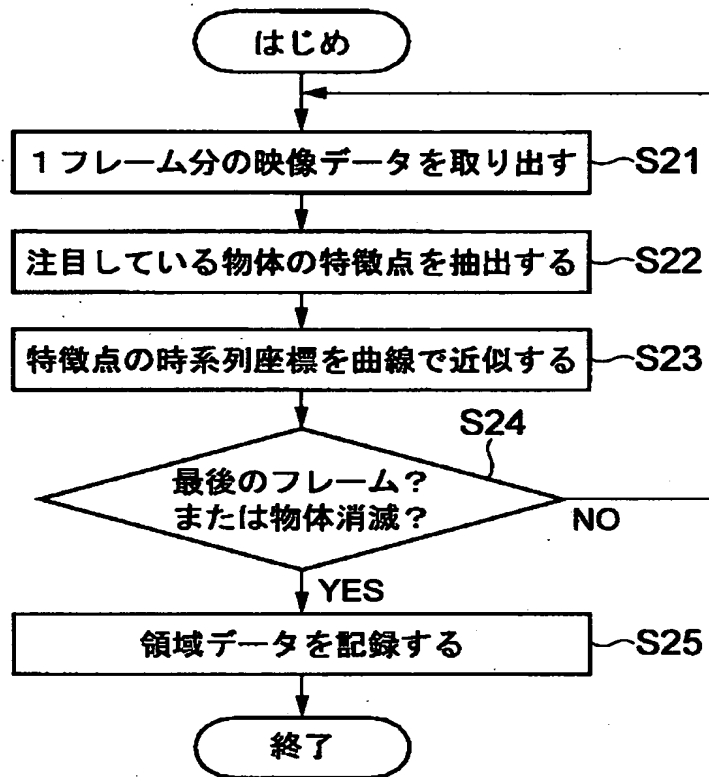 はじめ
1フレーム分の映像データを取り出す
S21
注目している物体の特徴点を抽出する
S22
特徴点の時系列座標を曲線で近似する
S23
S24
最後のフレーム?
または物体消滅?
NO
YES
領域データを記録する
S25
終了